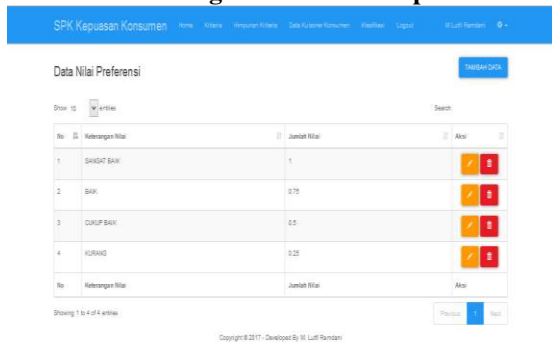 SPK Kepuasan Konsumen Home Kriteria Himpunan Kriteria Data Kuisoner Konsumen Klasifikasi Logout M.Lutfi Ramdani
Data Nilai Preferensi TAMBAH DATA
Show 10 entries Search:
No Keterangan Nilai Jumlah Nilai Aksi
1 SANGAT BAIK 1
2 BAIK 0.75
3 CUKUP BAIK 0.5
4 KURANG 0.25
No Keterangan Nilai Jumlah Nilai Aksi
Showing 1 to 4 of 4 entries Previous 1 Next
Copyright © 2017 - Developed By M. Lutfi Ramdani